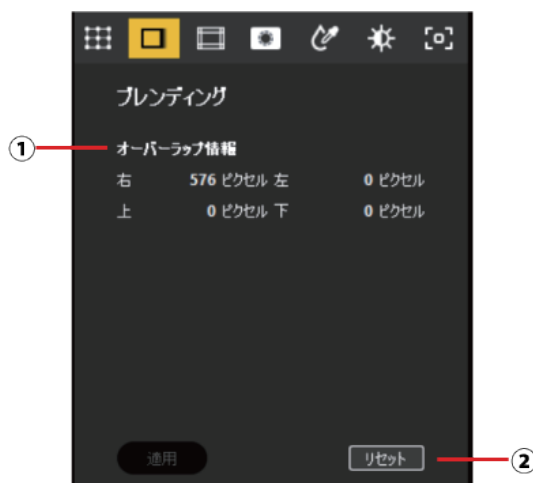 ブレンディング
① オーバーラップ情報
右 576 ピクセル 左 0 ピクセル
上 0 ピクセル 下 0 ピクセル
適用 リセット ②